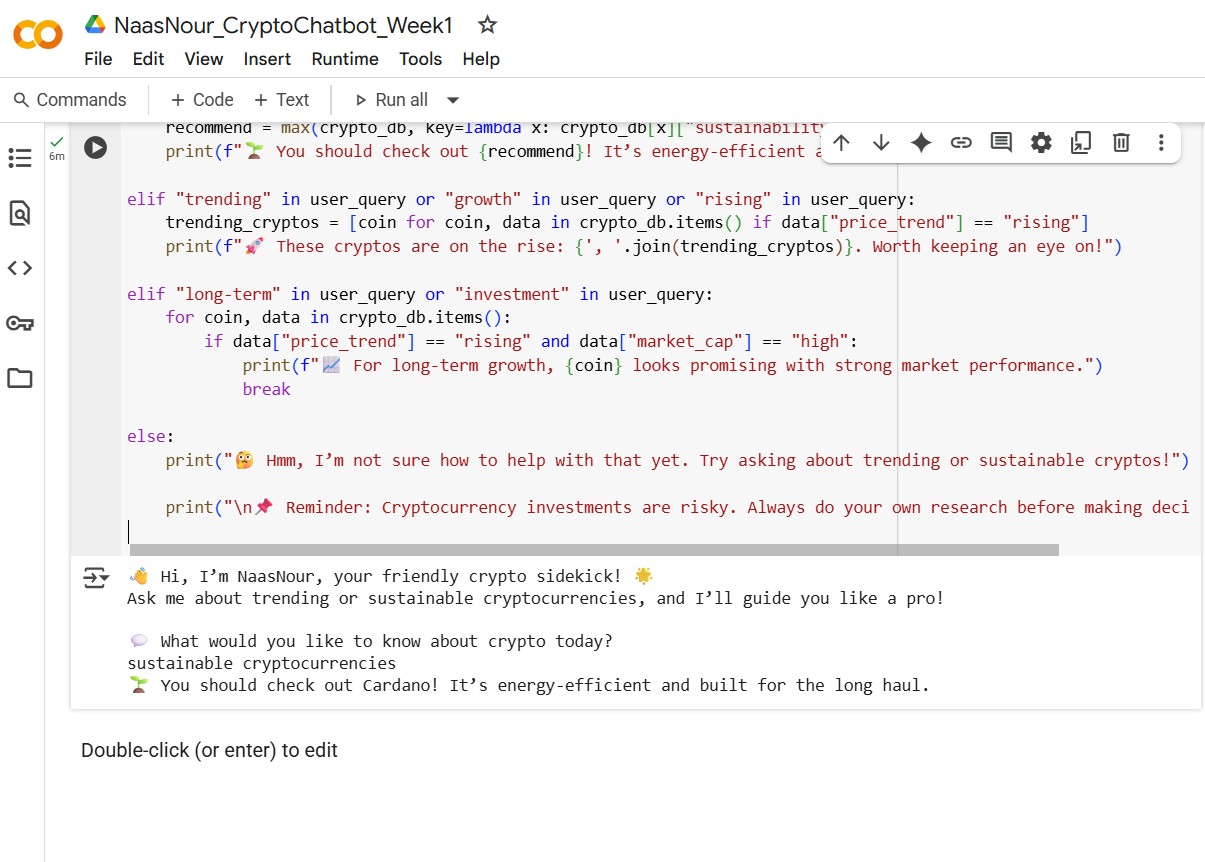 NaasNour_CryptoChatbot_Week1
File Edit View Insert Runtime Tools Help
Commands + Code + Text Run all
6m
recommend = max(crypto_db, key=lambda x: crypto_db[x]["sustainability
print(f"🌱 You should check out {recommend}! It’s energy-efficient a
elif "trending" in user_query or "growth" in user_query or "rising" in user_query:
trending_cryptos = [coin for coin, data in crypto_db.items() if data["price_trend"] == "rising"]
print(f"🚀 These cryptos are on the rise: {', '.join(trending_cryptos)}. Worth keeping an eye on!")
elif "long-term" in user_query or "investment" in user_query:
for coin, data in crypto_db.items():
if data["price_trend"] == "rising" and data["market_cap"] == "high":
print(f"📈 For long-term growth, {coin} looks promising with strong market performance.")
break
else:
print("🤔 Hmm, I’m not sure how to help with that yet. Try asking about trending or sustainable cryptos!")
print("\n📌 Reminder: Cryptocurrency investments are risky. Always do your own research before making deci
👋 Hi, I’m NaasNour, your friendly crypto sidekick! 🌟
Ask me about trending or sustainable cryptocurrencies, and I’ll guide you like a pro!
💬 What would you like to know about crypto today?
sustainable cryptocurrencies
🌱 You should check out Cardano! It’s energy-efficient and built for the long haul.
Double-click (or enter) to edit